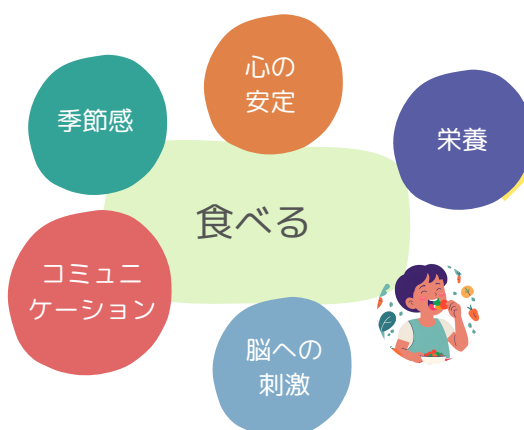 心の
安定
季節感
栄養
食べる
コミュニ
ケーション
脳への
刺激